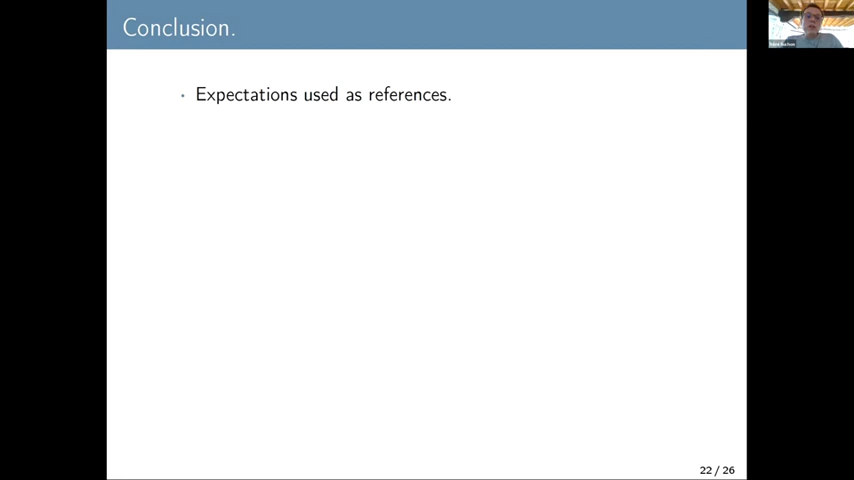 Conclusion.
Expectations used as references.
22 / 26